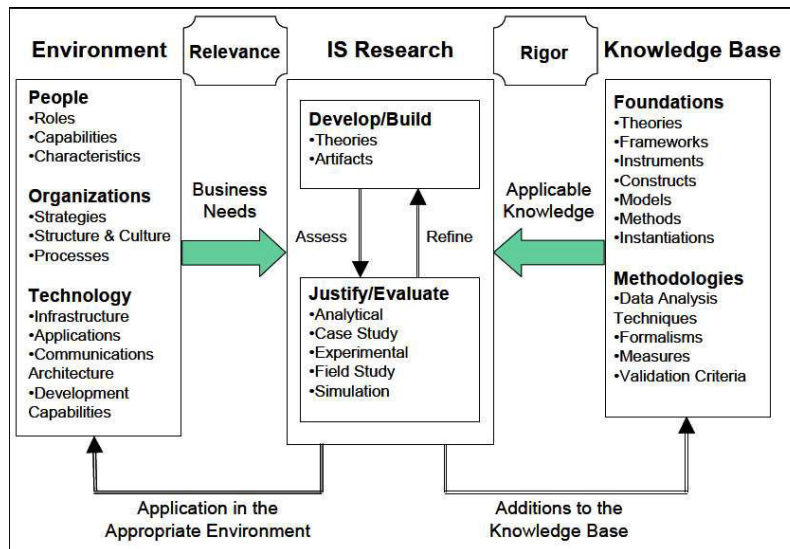 Environment
Relevance
IS Research
Rigor
Knowledge Base
People
•Roles
•Capabilities
•Characteristics
Organizations
•Strategies
•Structure & Culture
•Processes
Technology
•Infrastructure
•Applications
•Communications
Architecture
•Development
Capabilities
Business
Needs
Develop/Build
•Theories
•Artifacts
Assess
Refine
Justify/Evaluate
•Analytical
•Case Study
•Experimental
•Field Study
•Simulation
Applicable
Knowledge
Foundations
•Theories
•Frameworks
•Instruments
•Constructs
•Models
•Methods
•Instantiations
Methodologies
•Data Analysis
Techniques
•Formalisms
•Measures
•Validation Criteria
Application in the
Appropriate Environment
Additions to the
Knowledge Base